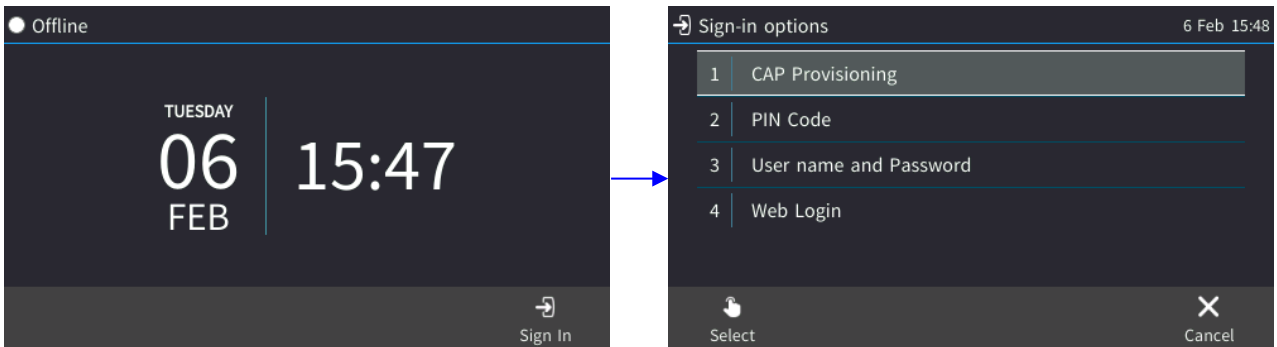 Offline
TUESDAY
06
FEB
15:47
Sign In
Sign-in options 6 Feb 15:48
1 CAP Provisioning
2 PIN Code
3 User name and Password
4 Web Login
Select Cancel